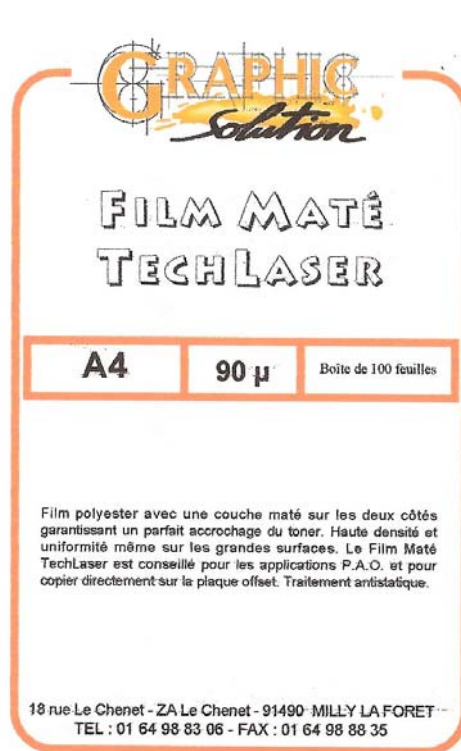 GRAPHIC
Solution
FILM MATÉ
TECHLASER
A4
90 µ
Boîte de 100 feuilles
Film polyester avec une couche maté sur les deux côtés
garantissant un parfait accrochage du toner. Haute densité et
uniformité même sur les grandes surfaces. Le Film Maté
TechLaser est conseillé pour les applications P.A.O. et pour
copier directement sur la plaque offset. Traitement antistatique.
18 rue Le Chenet - ZA Le Chenet - 91490 MILLY LA FORET
TEL : 01 64 98 83 06 - FAX : 01 64 98 88 35